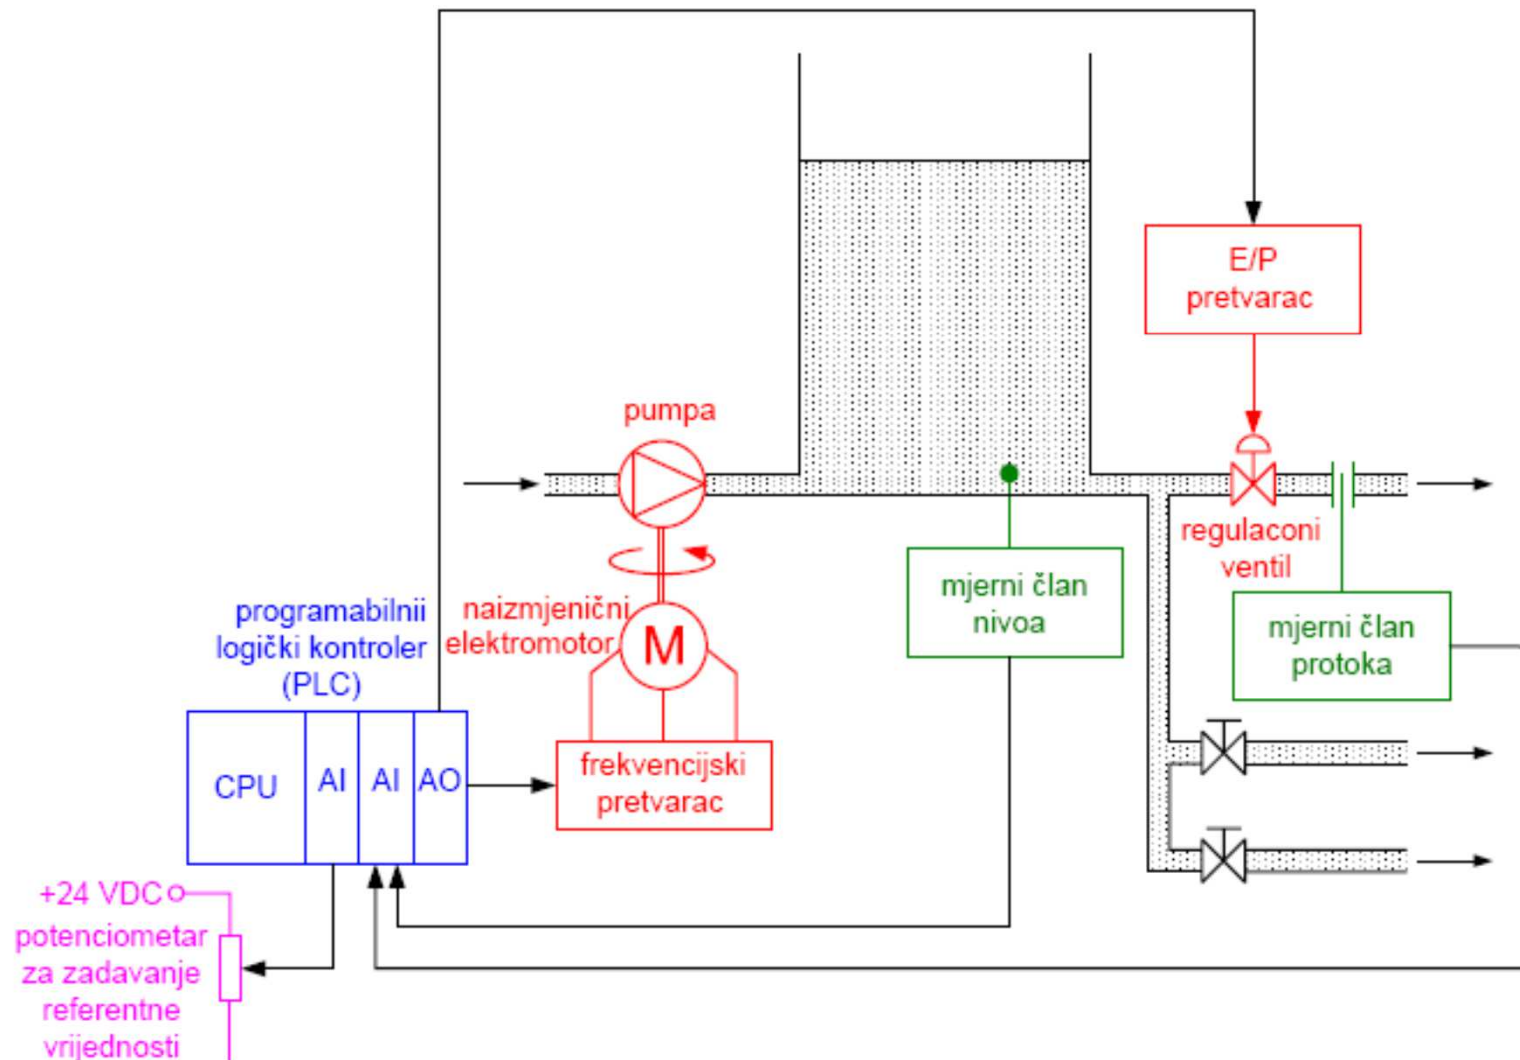 E/P
pretvarac
pumpa
regulaconi
ventil
mjerni član
nivoa
mjerni član
protoka
naizmjenični
elektromotor
M
programabilnii
logički kontroler
(PLC)
CPU
AI
AI
AO
frekvencijski
pretvarac
+24 VDC
potenciometar
za zadavanje
referentne
vrijednosti